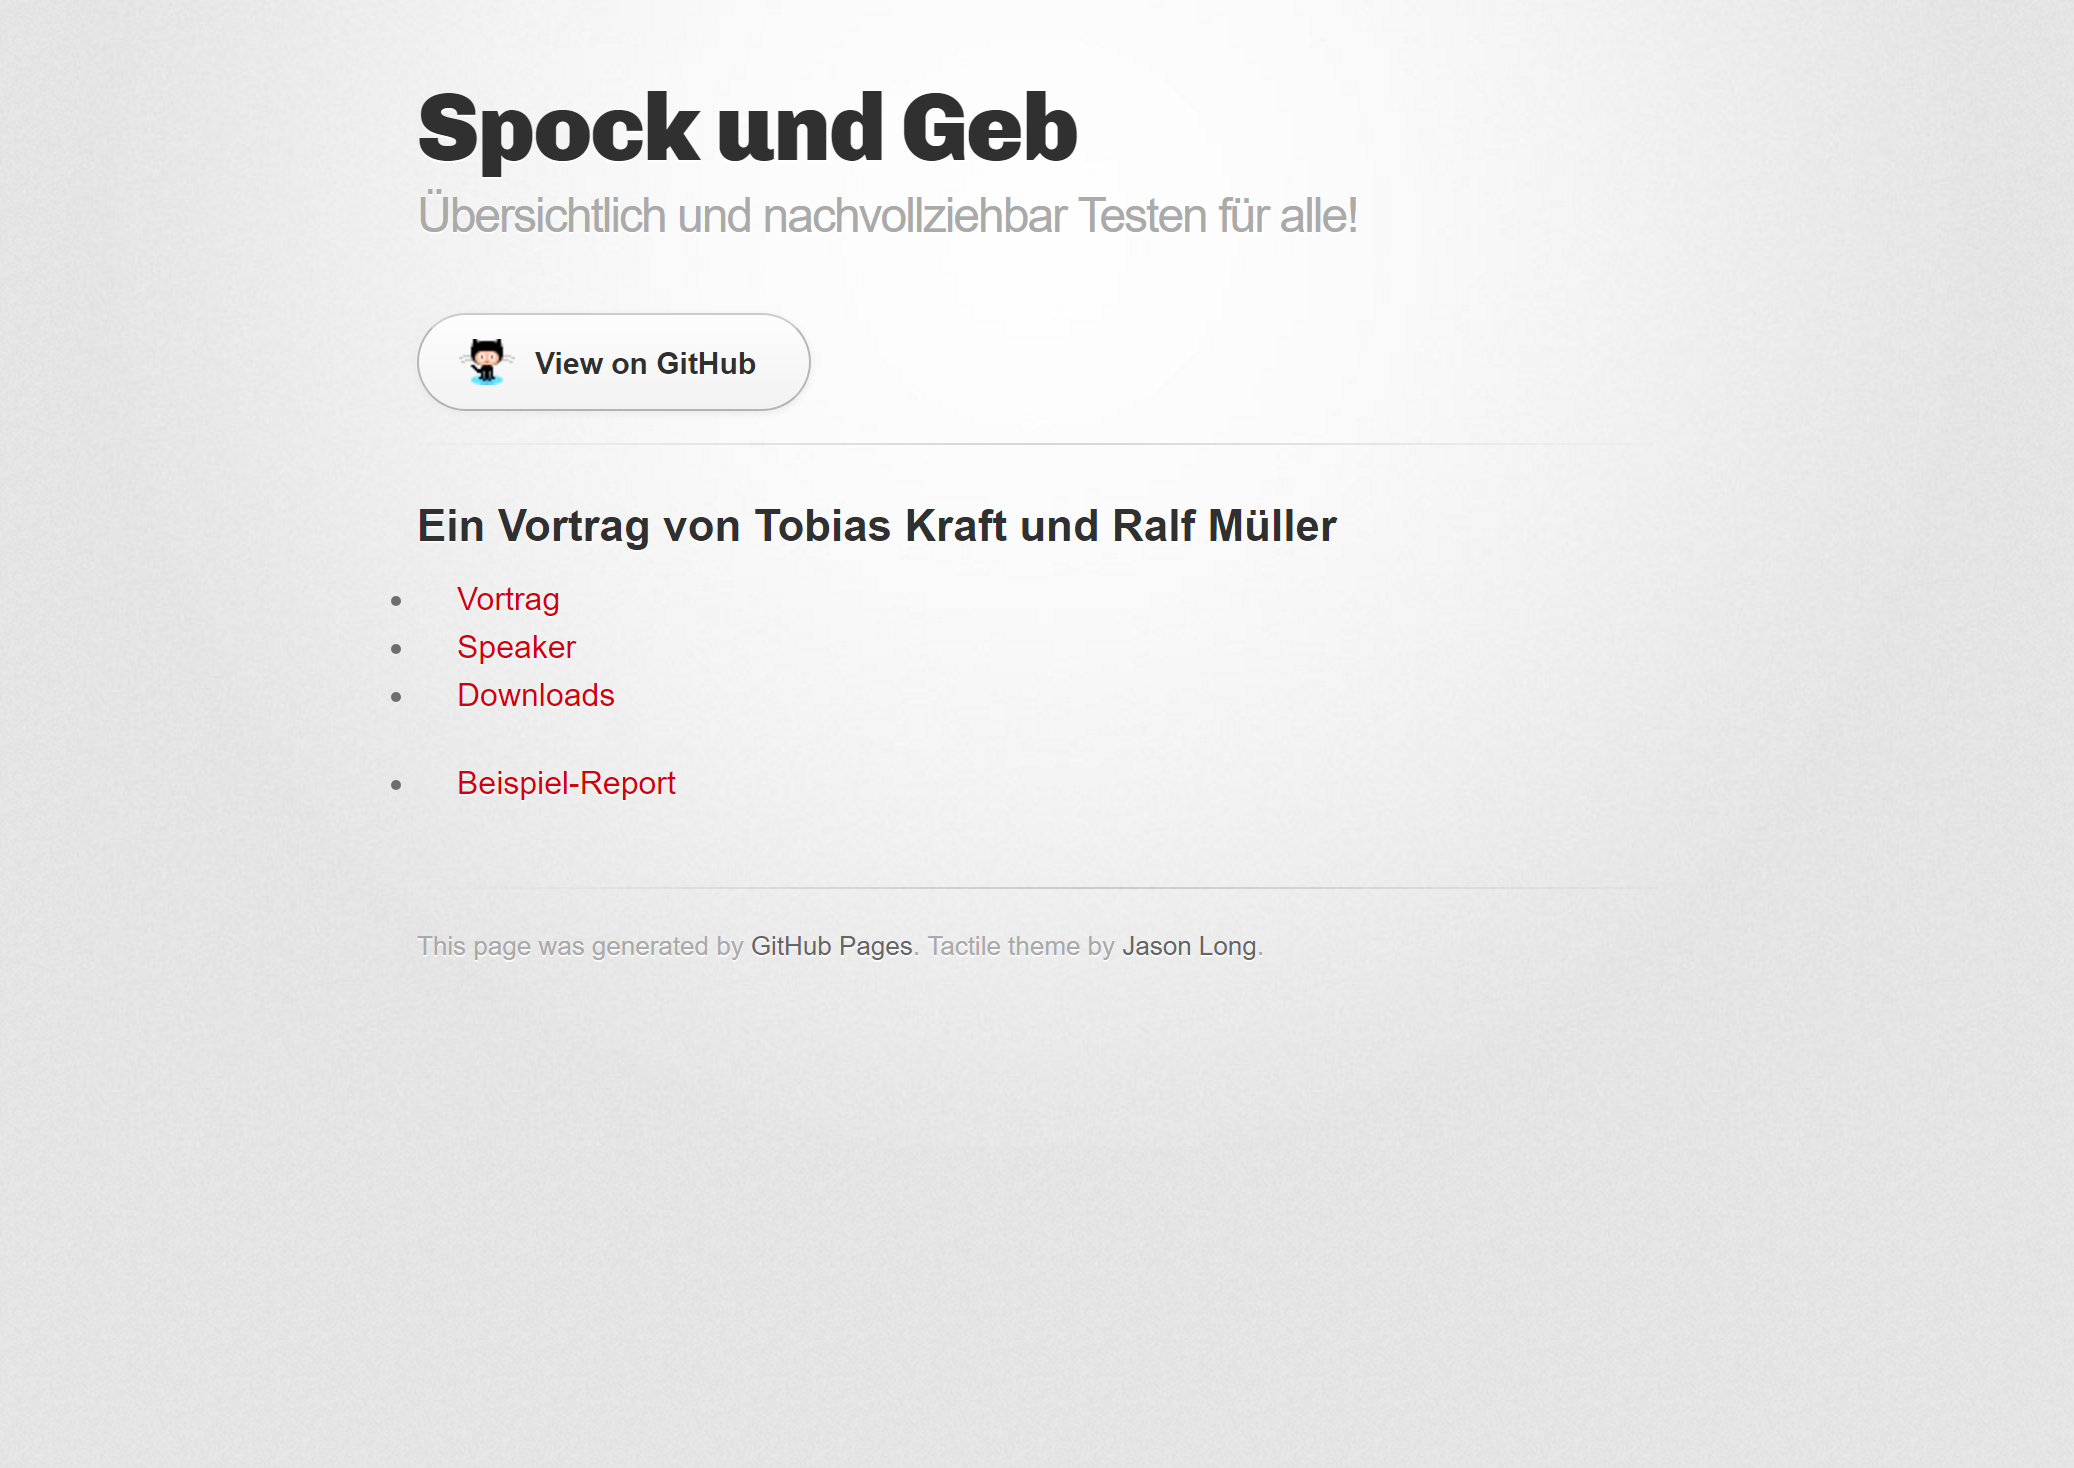 Spock und Geb
Übersichtlich und nachvollziehbar Testen für alle!
View on GitHub
Ein Vortrag von Tobias Kraft und Ralf Müller
Vortrag
Speaker
Downloads
Beispiel-Report
This page was generated by GitHub Pages. Tactile theme by Jason Long.